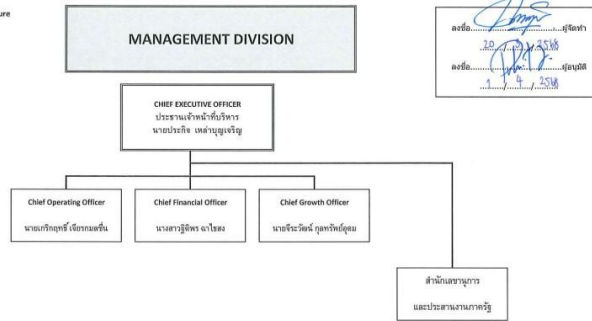 ure
MANAGEMENT DIVISION
ลงชื่อ....................ผู้จัดทำ
20 / 3 / 2568
ลงชื่อ....................ผู้อนุมัติ
1 / 4 / 2568
CHIEF EXECUTIVE OFFICER
ประธานเจ้าหน้าที่บริหาร
นายประกิจ เหล่าบุญเจริญ
Chief Operating Officer
นายเกริกฤทธิ์ เจียรกมลชื่น
Chief Financial Officer
นางสาวฐิติพร ฉาไธสง
Chief Growth Officer
นายจีระวัฒน์ กุลทรัพย์อุดม
สำนักเลขานุการ
และประสานงานภาครัฐ